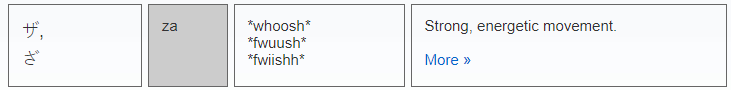 ザ,
ざ
za
*whoosh*
*fwuush*
*fwiishh*
Strong, energetic movement.
More »